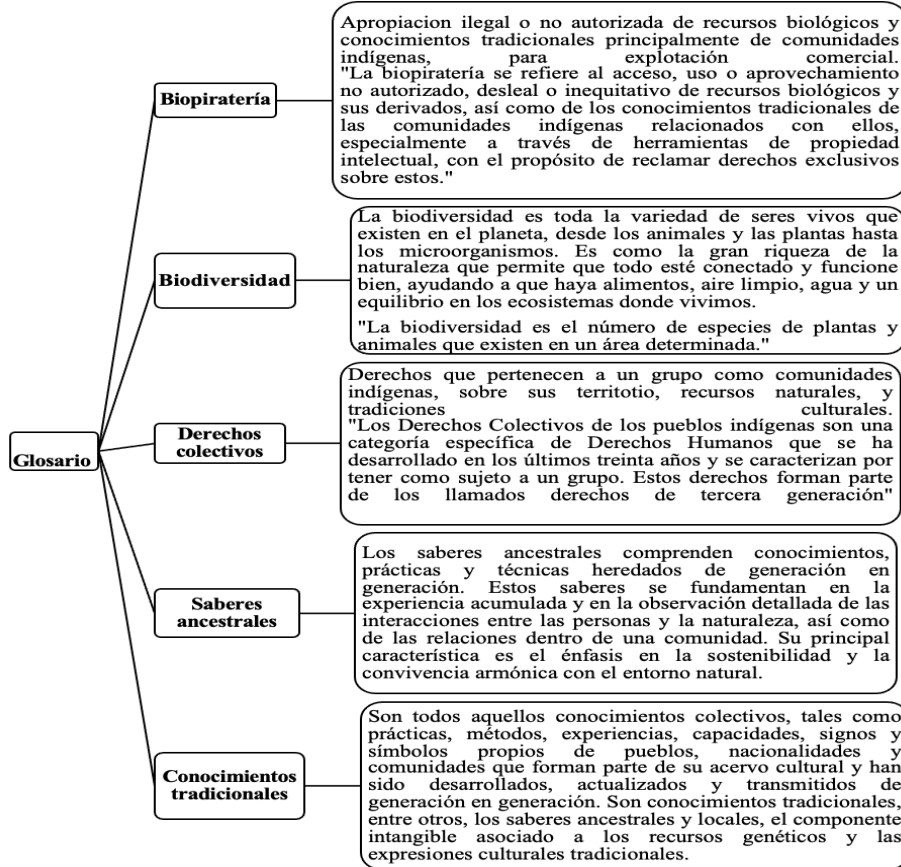 Glosario
Biopiratería
Apropiacion ilegal o no autorizada de recursos biológicos y
conocimientos tradicionales principalmente de comunidades
indígenas, para explotación comercial.
"La biopiratería se refiere al acceso, uso o aprovechamiento
no autorizado, desleal o inequitativo de recursos biológicos y
sus derivados, así como de los conocimientos tradicionales de
las comunidades indígenas relacionados con ellos,
especialmente a través de herramientas de propiedad
intelectual, con el propósito de reclamar derechos exclusivos
sobre estos."
Biodiversidad
La biodiversidad es toda la variedad de seres vivos que
existen en el planeta, desde los animales y las plantas hasta
los microorganismos. Es como la gran riqueza de la
naturaleza que permite que todo esté conectado y funcione
bien, ayudando a que haya alimentos, aire limpio, agua y un
equilibrio en los ecosistemas donde vivimos.
"La biodiversidad es el número de especies de plantas y
animales que existen en un área determinada."
Derechos
colectivos
Derechos que pertenecen a un grupo como comunidades
indígenas, sobre sus territotio, recursos naturales, y
tradiciones culturales.
"Los Derechos Colectivos de los pueblos indígenas son una
categoría específica de Derechos Humanos que se ha
desarrollado en los últimos treinta años y se caracterizan por
tener como sujeto a un grupo. Estos derechos forman parte
de los llamados derechos de tercera generación"
Saberes
ancestrales
Los saberes ancestrales comprenden conocimientos,
prácticas y técnicas heredados de generación en
generación. Estos saberes se fundamentan en la
experiencia acumulada y en la observación detallada de las
interacciones entre las personas y la naturaleza, así como
de las relaciones dentro de una comunidad. Su principal
característica es el énfasis en la sostenibilidad y la
convivencia armónica con el entorno natural.
Conocimientos
tradicionales
Son todos aquellos conocimientos colectivos, tales como
prácticas, métodos, experiencias, capacidades, signos y
símbolos propios de pueblos, nacionalidades y
comunidades que forman parte de su acervo cultural y han
sido desarrollados, actualizados y transmitidos de
generación en generación. Son conocimientos tradicionales,
entre otros, los saberes ancestrales y locales, el componente
intangible asociado a los recursos genéticos y las
expresiones culturales tradicionales.